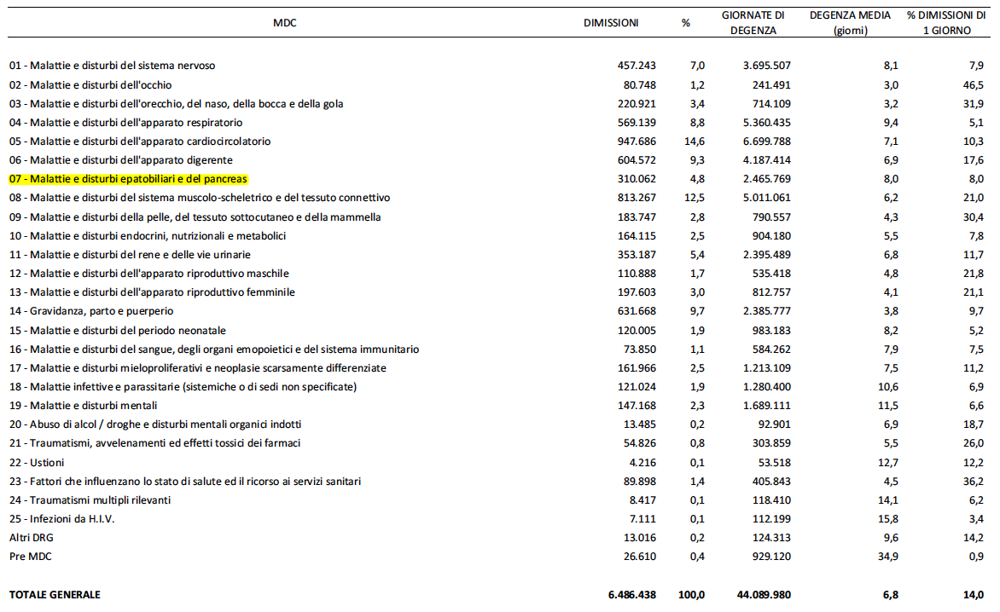 MDC DIMISSIONI % GIORNATE DI DEGENZA DEGENZA MEDIA (giorni) % DIMISSIONI DI 1 GIORNO
01 - Malattie e disturbi del sistema nervoso 457.243 7,0 3.695.507 8,1 7,9
02 - Malattie e disturbi dell'occhio 80.748 1,2 241.491 3,0 46,5
03 - Malattie e disturbi dell'orecchio, del naso, della bocca e della gola 220.921 3,4 714.109 3,2 31,9
04 - Malattie e disturbi dell'apparato respiratorio 569.139 8,8 5.360.435 9,4 5,1
05 - Malattie e disturbi dell'apparato cardiocircolatorio 947.686 14,6 6.699.788 7,1 10,3
06 - Malattie e disturbi dell'apparato digerente 604.572 9,3 4.187.414 6,9 17,6
07 - Malattie e disturbi epatobiliari e del pancreas 310.062 4,8 2.465.769 8,0 8,0
08 - Malattie e disturbi del sistema muscolo-scheletrico e del tessuto connettivo 813.267 12,5 5.011.061 6,2 21,0
09 - Malattie e disturbi della pelle, del tessuto sottocutaneo e della mammella 183.747 2,8 790.557 4,3 30,4
10 - Malattie e disturbi endocrini, nutrizionali e metabolici 164.115 2,5 904.180 5,5 7,8
11 - Malattie e disturbi del rene e delle vie urinarie 353.187 5,4 2.395.489 6,8 11,7
12 - Malattie e disturbi dell'apparato riproduttivo maschile 110.888 1,7 535.418 4,8 21,8
13 - Malattie e disturbi dell'apparato riproduttivo femminile 197.603 3,0 812.757 4,1 21,1
14 - Gravidanza, parto e puerperio 631.668 9,7 2.385.777 3,8 9,7
15 - Malattie e disturbi del periodo neonatale 120.005 1,9 983.183 8,2 5,2
16 - Malattie e disturbi del sangue, degli organi emopoietici e del sistema immunitario 73.850 1,1 584.262 7,9 7,5
17 - Malattie e disturbi mieloproliferativi e neoplasie scarsamente differenziate 161.966 2,5 1.213.109 7,5 11,2
18 - Malattie infettive e parassitarie (sistemiche o di sedi non specificate) 121.024 1,9 1.280.400 10,6 6,9
19 - Malattie e disturbi mentali 147.168 2,3 1.689.111 11,5 6,6
20 - Abuso di alcol / droghe e disturbi mentali organici indotti 13.485 0,2 92.901 6,9 18,7
21 - Traumatismi, avvelenamenti ed effetti tossici dei farmaci 54.826 0,8 303.859 5,5 26,0
22 - Ustioni 4.216 0,1 53.518 12,7 12,2
23 - Fattori che influenzano lo stato di salute ed il ricorso ai servizi sanitari 89.898 1,4 405.843 4,5 36,2
24 - Traumatismi multipli rilevanti 8.417 0,1 118.410 14,1 6,2
25 - Infezioni da H.I.V. 7.111 0,1 112.199 15,8 3,4
Altri DRG 13.016 0,2 124.313 9,6 14,2
Pre MDC 26.610 0,4 929.120 34,9 0,9
TOTALE GENERALE 6.486.438 100,0 44.089.980 6,8 14,0